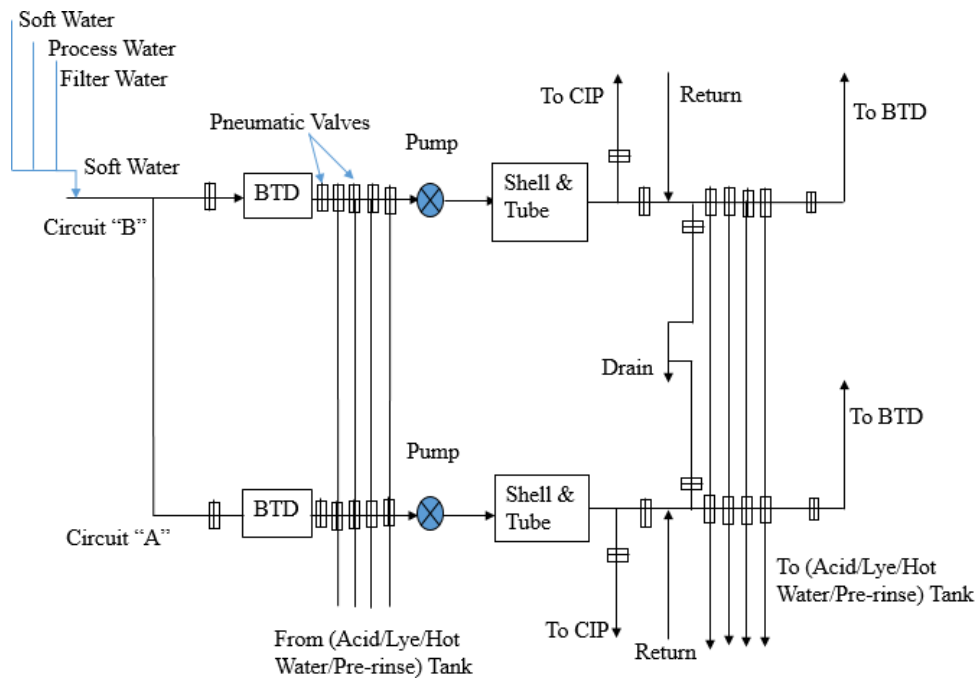 Soft Water
Process Water
Filter Water
Pneumatic Valves
Pump
To CIP
Return
To BTD
Soft Water
BTD
Shell &
Tube
Circuit “B”
Drain
To BTD
Pump
BTD
Shell &
Tube
Circuit “A”
To (Acid/Lye/Hot
Water/Pre-rinse) Tank
From (Acid/Lye/Hot
Water/Pre-rinse) Tank
To CIP
Return